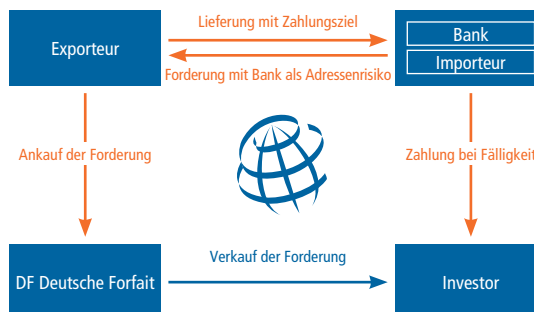 Lieferung mit Zahlungsziel
Exporteur
Bank
Importeur
Forderung mit Bank als Adressenrisiko
Ankauf der Forderung
Zahlung bei Fälligkeit
Verkauf der Forderung
DF Deutsche Forfait
Investor